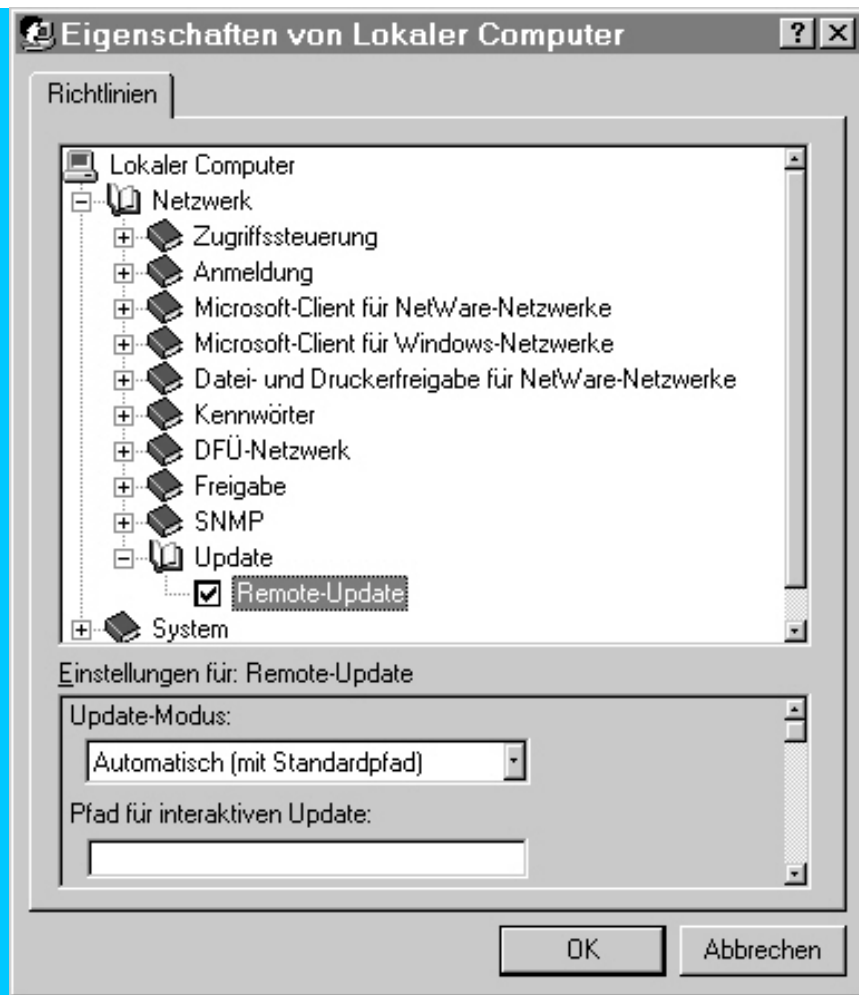 Eigenschaften von Lokaler Computer
Richtlinien
Lokaler Computer
Netzwerk
Zugriffssteuerung
Anmeldung
Microsoft-Client für NetWare-Netzwerke
Microsoft-Client für Windows-Netzwerke
Datei- und Druckerfreigabe für NetWare-Netzwerke
Kennwörter
DFÜ-Netzwerk
Freigabe
SNMP
Update
Remote-Update
System
Einstellungen für: Remote-Update
Update-Modus:
Automatisch (mit Standardpfad)
Pfad für interaktiven Update:
OK Abbrechen